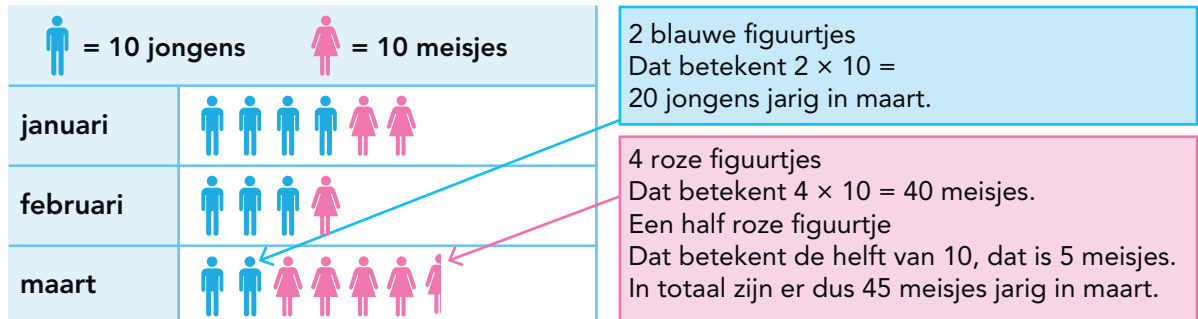 = 10 jongens = 10 meisjes
januari
februari
maart
2 blauwe figuurtjes
Dat betekent 2 × 10 =
20 jongens jarig in maart.
4 roze figuurtjes
Dat betekent 4 × 10 = 40 meisjes.
Een half roze figuurtje
Dat betekent de helft van 10, dat is 5 meisjes.
In totaal zijn er dus 45 meisjes jarig in maart.